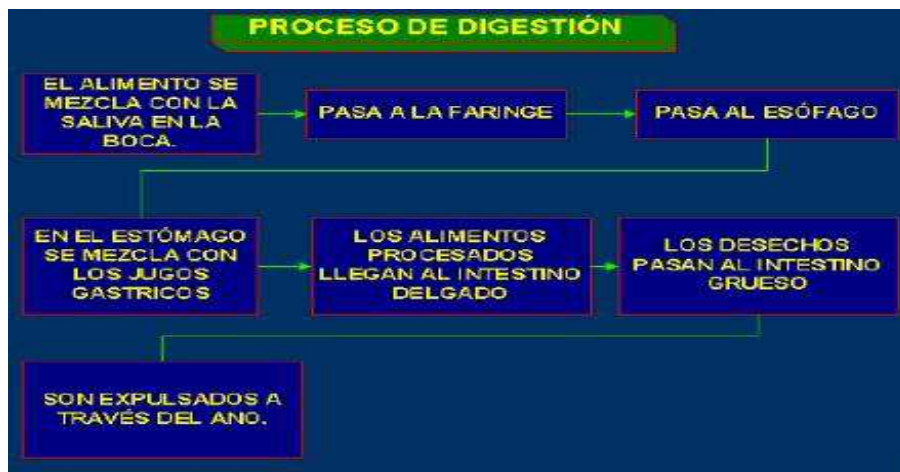 PROCESO DE DIGESTIÓN
EL ALIMENTO SE
MEZCLA CON LA
SALIVA EN LA
BOCA.
PASA A LA FARINGE
PASA AL ESÓFAGO
EN EL ESTÓMAGO
SE MEZCLA CON
LOS JUGOS
GASTRICOS
LOS ALIMENTOS
PROCESADOS
LLEGAN AL INTESTINO
DELGADO
LOS DESECHOS
PASAN AL INTESTINO
GRUESO
SON EXPULSADOS A
TRAVÉS DEL ANO.